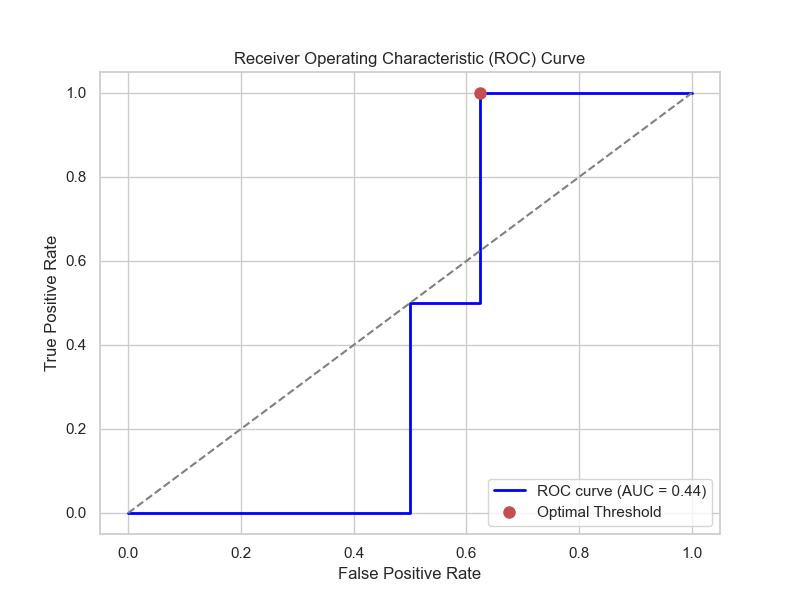 Receiver Operating Characteristic (ROC) Curve
1.0
0.8
0.6
0.4
0.2
0.0
True Positive Rate
0.0 0.2 0.4 0.6 0.8 1.0
False Positive Rate
ROC curve (AUC = 0.44)
Optimal Threshold